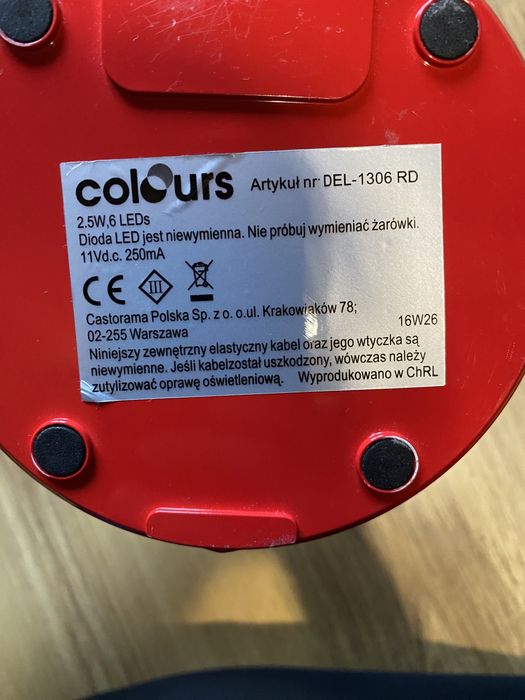 colours Artykuł nr: DEL-1306 RD
2.5W,6 LEDs
Dioda LED jest niewymienna. Nie próbuj wymieniać żarówki.
11Vd.c. 250mA
CE III
Castorama Polska Sp. z o. o.ul. Krakowiaków 78;
02-255 Warszawa 16W26
Niniejszy zewnętrzny elastyczny kabel oraz jego wtyczka są
niewymienne. Jeśli kabelzostał uszkodzony, wówczas należy
zutylizować oprawę oświetleniową. Wyprodukowano w ChRL